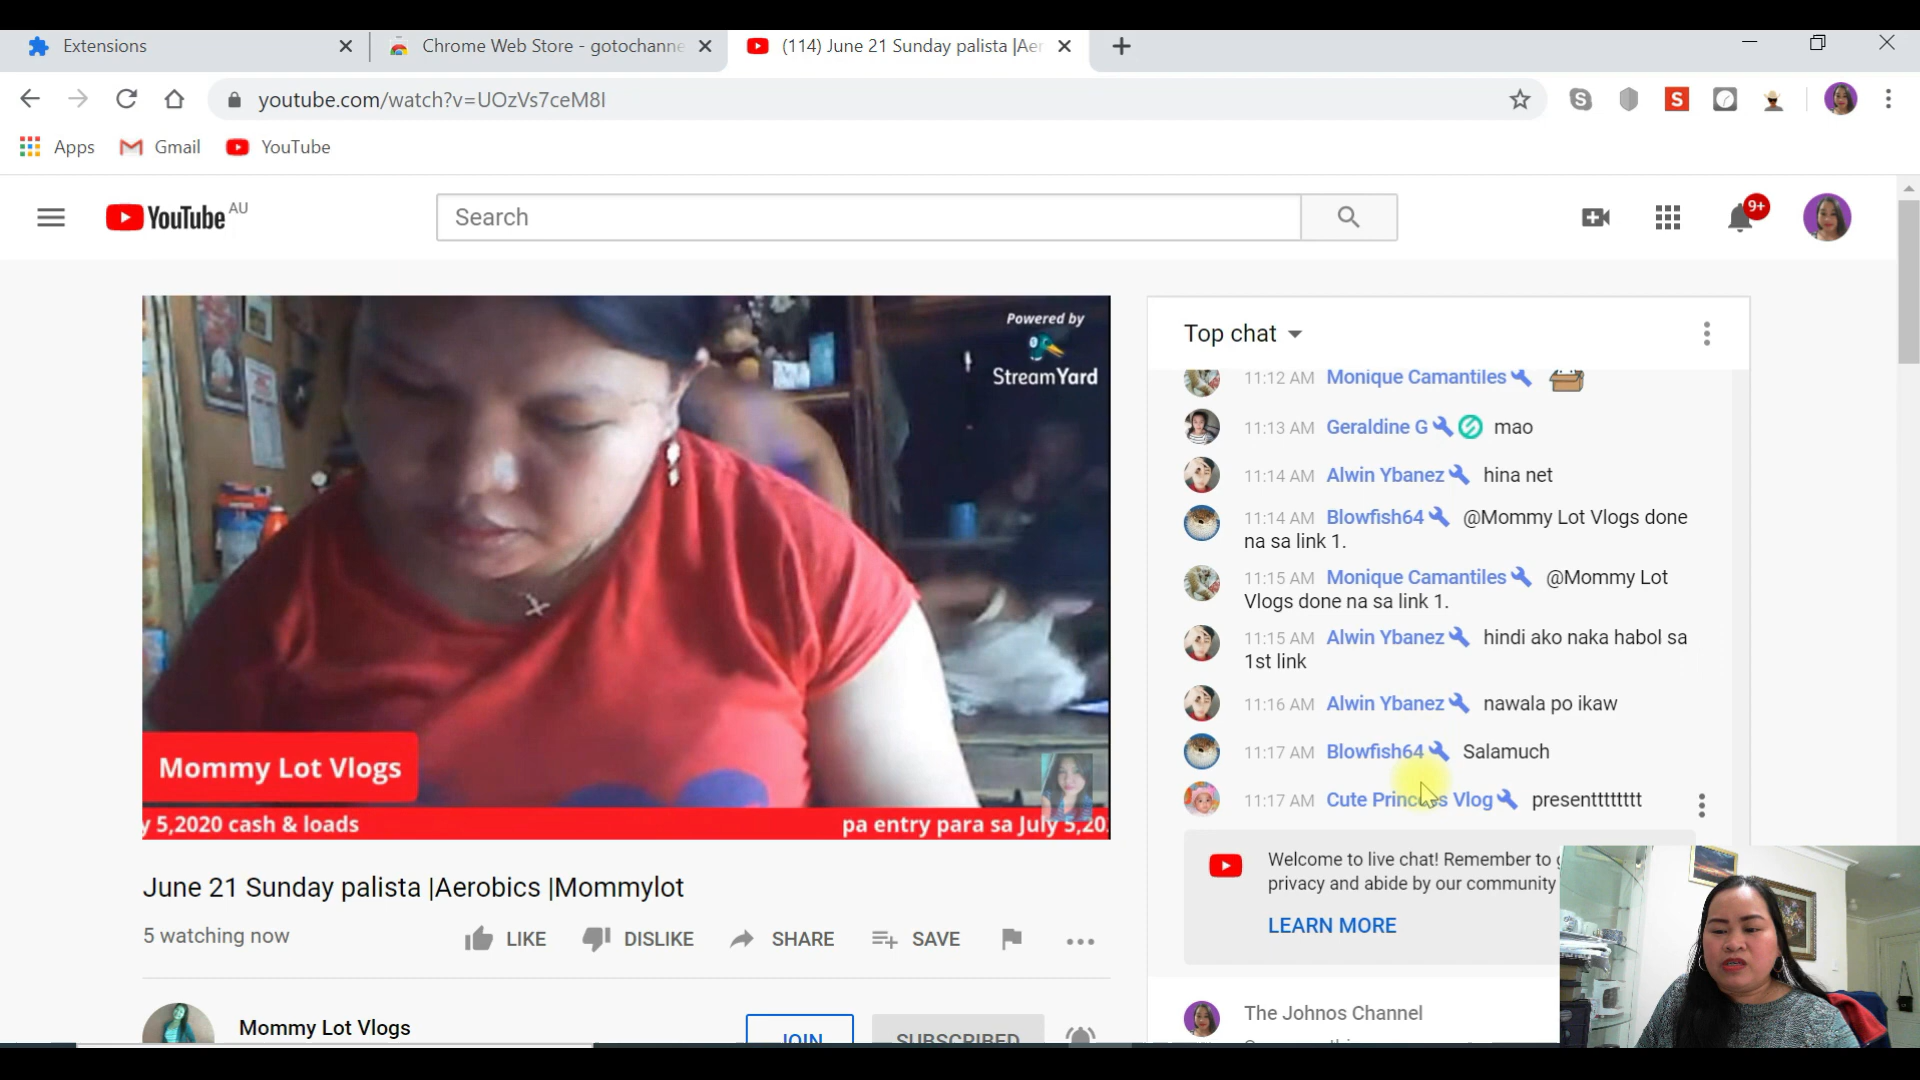 Extensions
Chrome Web Store - gotochanne
(114) June 21 Sunday palista |Aer
youtube.com/watch?v=UOzVs7ceM8I
S
Apps
Gmail
YouTube
YouTube AU
Search
9+
Powered by
StreamYard
Mommy Lot Vlogs
y 5,2020 cash & loads
pa entry para sa July 5,20
Top chat
11:12 AM Monique Camantiles
11:13 AM Geraldine G mao
11:14 AM Alwin Ybanez hina net
11:14 AM Blowfish64 @Mommy Lot Vlogs done
na sa link 1.
11:15 AM Monique Camantiles @Mommy Lot
Vlogs done na sa link 1.
11:15 AM Alwin Ybanez hindi ako naka habol sa
1st link
11:16 AM Alwin Ybanez nawala po ikaw
11:17 AM Blowfish64 Salamuch
11:17 AM Cute Princess Vlog presentttttttt
Welcome to live chat! Remember to g
privacy and abide by our community
LEARN MORE
The Johnos Channel
June 21 Sunday palista |Aerobics |Mommylot
5 watching now
LIKE
DISLIKE
SHARE
SAVE
Mommy Lot Vlogs
JOIN
SUBSCRIBED